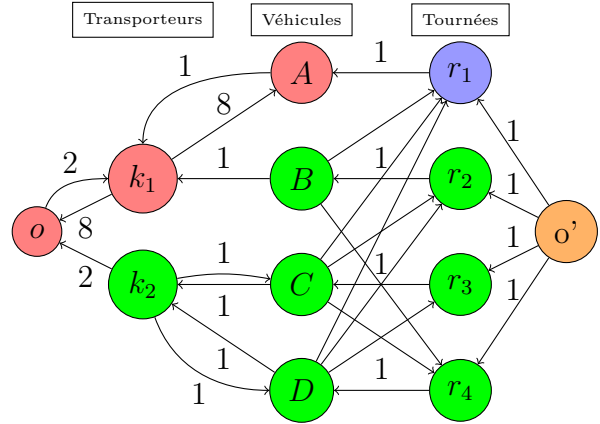 Transporteurs Véhicules Tournées
1 1
A r₁
8
2 1 1
k₁ B r₂ 1
1
o o'
8 1
1 1
2 k₂ C r₃
1 1
1
1 D 1 r₄